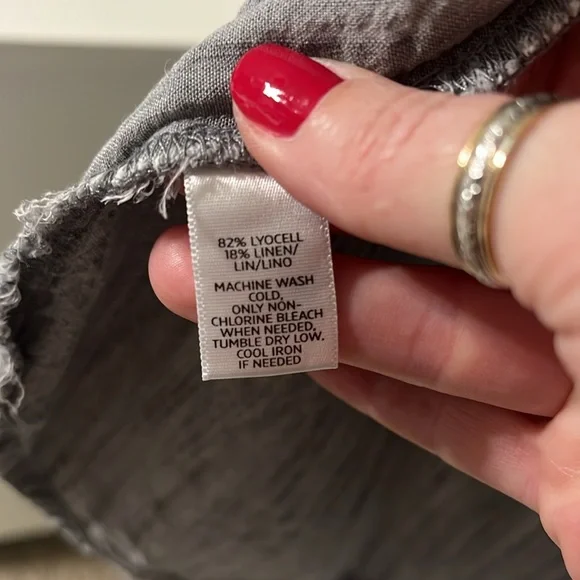 82% LYOCELL
18% LINEN/
LIN/LINO
MACHINE WASH
COLD,
ONLY NON-
CHLORINE BLEACH
WHEN NEEDED,
TUMBLE DRY LOW.
COOL IRON
IF NEEDED